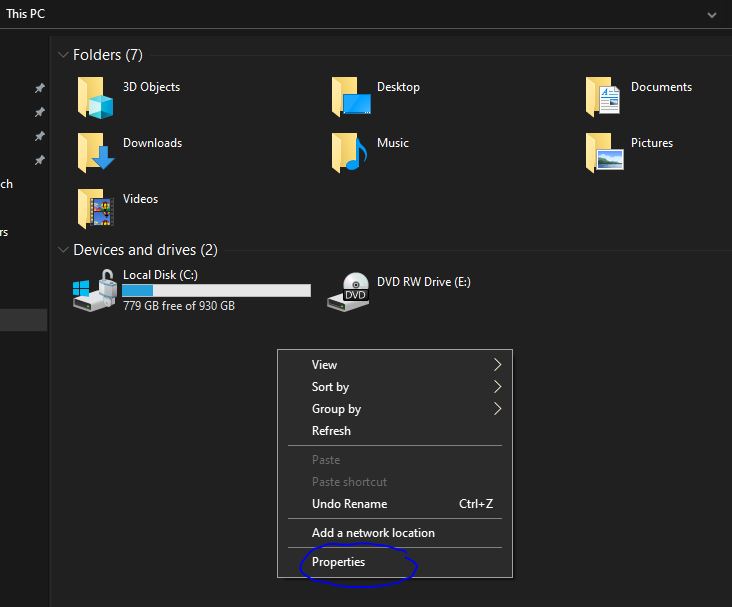 This PC
Folders (7)
3D Objects
Desktop
Documents
Downloads
Music
Pictures
ch
Videos
rs
Devices and drives (2)
Local Disk (C:)
779 GB free of 930 GB
DVD RW Drive (E:)
DVD
View
Sort by
Group by
Refresh
Paste
Paste shortcut
Undo Rename Ctrl+Z
Add a network location
Properties